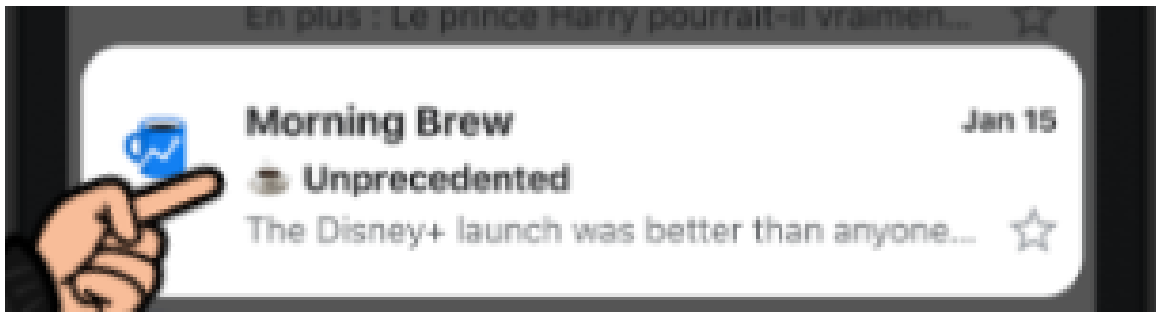 En plus : Le prince Harry pourrait-il vraimen...
Morning Brew
Jan 15
☕ Unprecedented
The Disney+ launch was better than anyone...